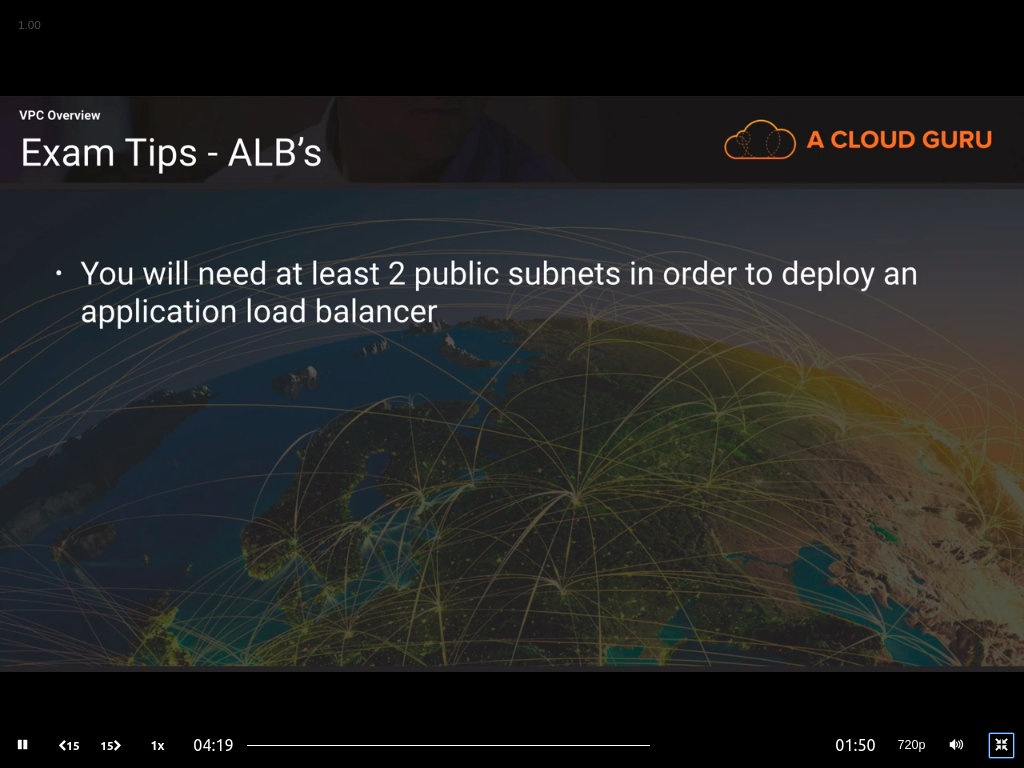 1.00
VPC Overview
Exam Tips - ALB’s
A CLOUD GURU
• You will need at least 2 public subnets in order to deploy an
application load balancer
15
15
1x
04:19
01:50
720p